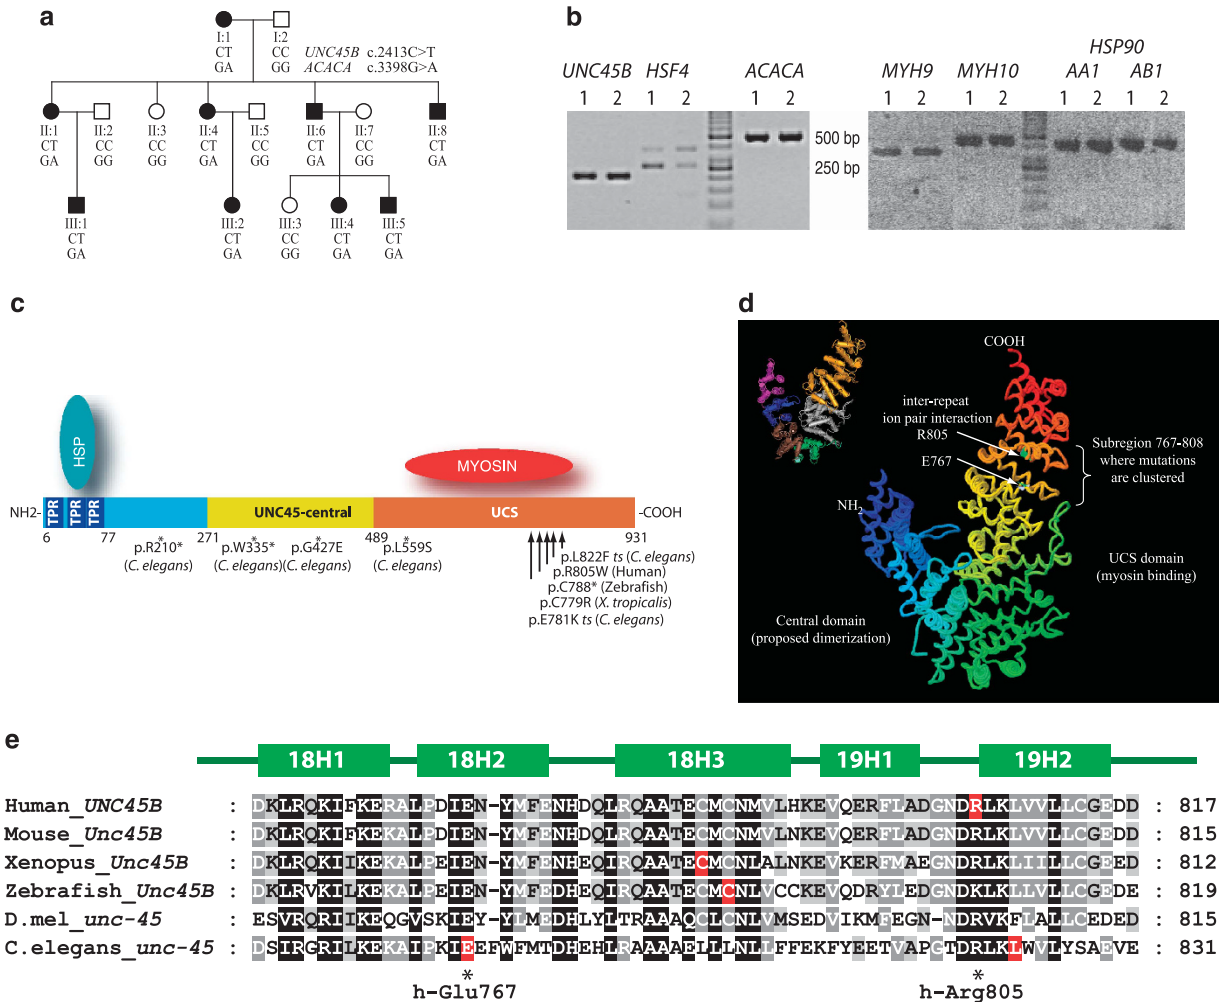 a
I:1 I:2
CT CC UNC45B c.2413C>T
GA GG ACACA c.3398G>A
II:1 II:2 II:3 II:4 II:5 II:6 II:7 II:8
CT CC CC CT CC CT CC CT
GA GG GG GA GG GA GG GA
III:1 III:2 III:3 III:4 III:5
CT CT CC CT CT
GA GA GG GA GA
b
HSP90
UNC45B HSF4 ACACA MYH9 MYH10 AA1 AB1
1 2 1 2 1 2 1 2 1 2 1 2 1 2
500 bp
250 bp
c
HSP
MYOSIN
NH2- TPR TPR TPR UNC45-central UCS -COOH
6 77 271 489 931
* * * *
p.R210* p.W335* p.G427E p.L559S
(C. elegans) (C. elegans) (C. elegans) (C. elegans)
p.L822F ts (C. elegans)
p.R805W (Human)
p.C788* (Zebrafish)
p.C779R (X. tropicalis)
p.E781K ts (C. elegans)
d
COOH
inter-repeat
ion pair interaction
R805
E767
Subregion 767-808
where mutations
are clustered
NH2
UCS domain
(myosin binding)
Central domain
(proposed dimerization)
e
18H1 18H2 18H3 19H1 19H2
Human_UNC45B : DKLRQKIFKERALPDIEN-YMFENHDQLRQAATECMCNMVLHKEVQERFLADGNDRLKLVVLLCGEDD : 817
Mouse_Unc45B : DKLRQKIFKEKALPDIEN-YMFENHDQLRQAATECMCNMVLNKEVQERFLADGNDRLKLVVLLCGEDD : 815
Xenopus_Unc45B : DKLRQKIIKEKALPEIEN-YMFENHEQIRQAATECMCNLALNKEVKERFMAEGNDRLKLIILLCGEED : 812
Zebrafish_Unc45B : DKLRVKILKEKALPEIEN-YMFEDHEQIRQAATECMCNLVCCKEVQDRYLEDGNDKLKLLVLLCGEDE : 819
D.mel_unc-45 : ESVRQRIIKEQGVSKIEY-YLMEDHLYLTRAAAQCLCNLVMSEDVIKMFEGN-NDRVKFLALLCEDED : 815
C.elegans_unc-45 : DSIRGRILKEKAIPKIEEFWFMTDHEHLRAAAAELLLNLLFFEKFYEETVAPGTDRLKLWVLYSAEVE : 831
* *
h-Glu767 h-Arg805